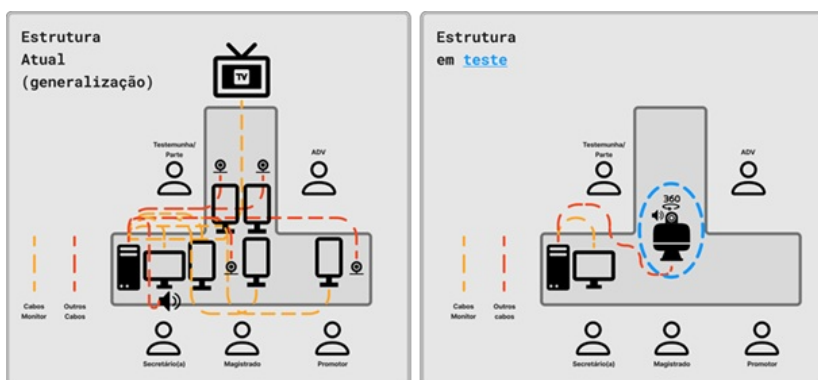 Estrutura
Atual
(generalização)
TV
Testemunha/
Parte
ADV
Cabos
Monitor
Outros
Cabos
Secretário(a)
Magistrado
Promotor
Estrutura
em teste
Testemunha/
Parte
ADV
360
Cabos
Monitor
Outros
cabos
Secretário(a)
Magistrado
Promotor